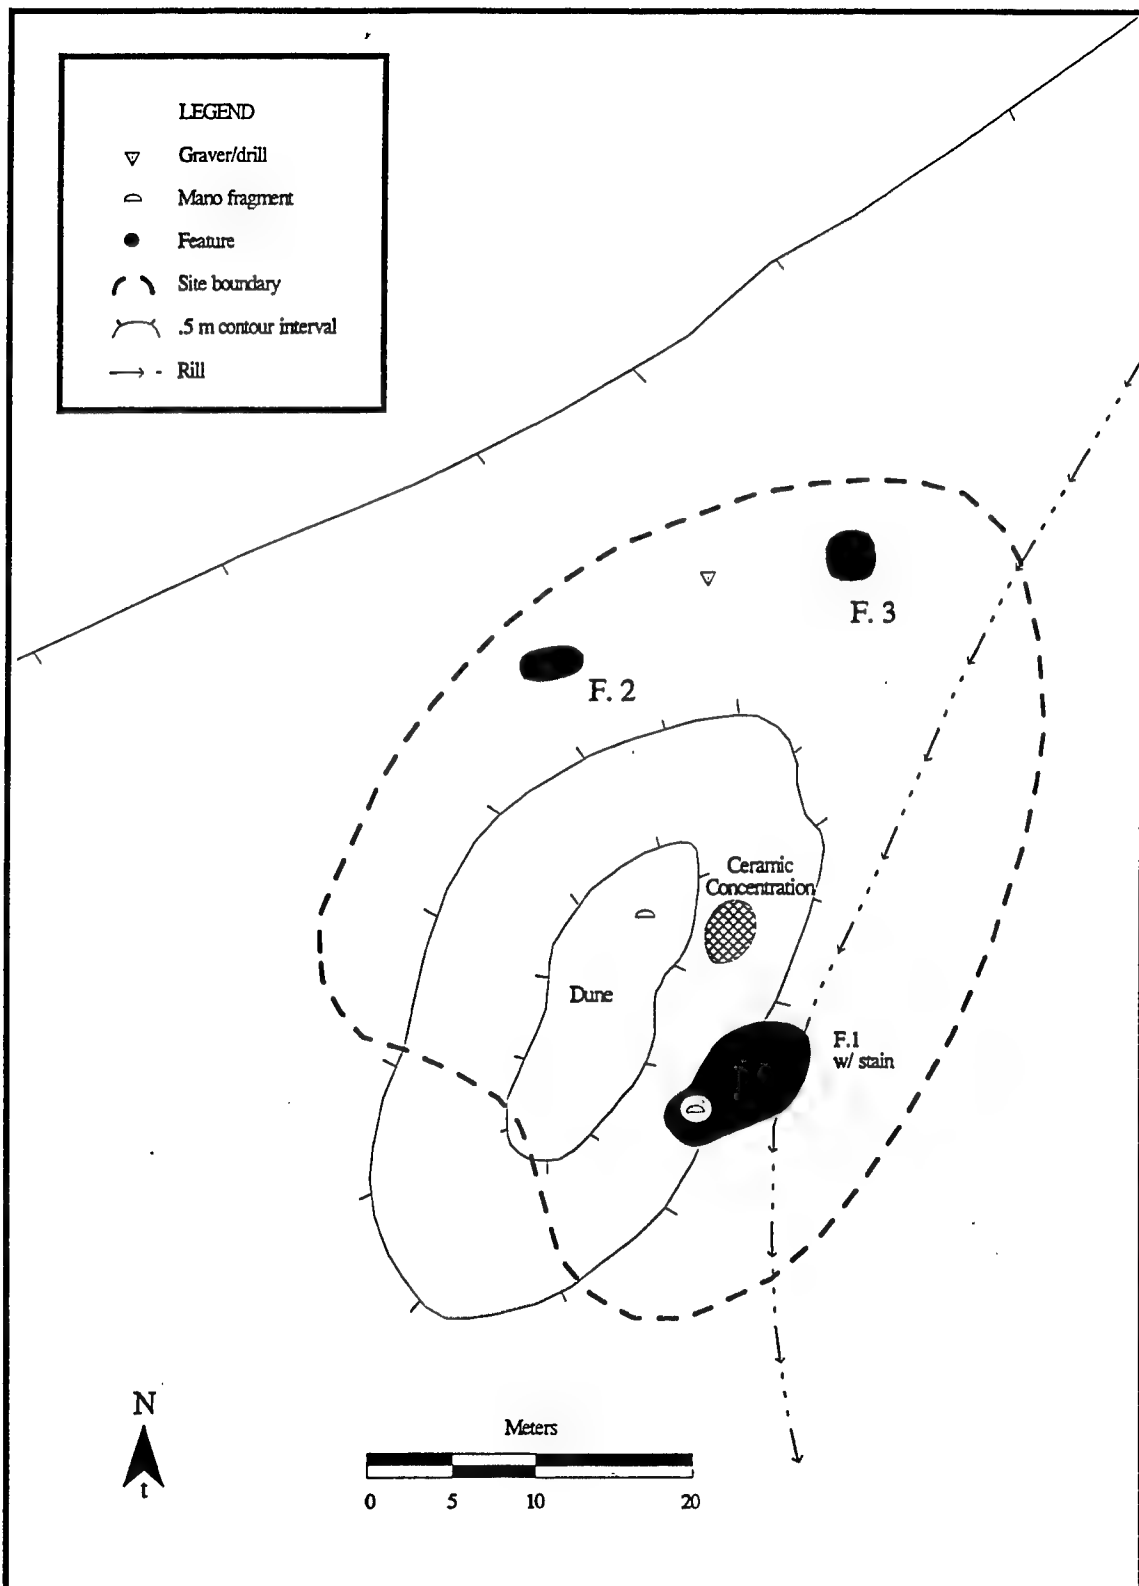 LEGEND
Graver/drill
Mano fragment
Feature
Site boundary
.5 m contour interval
Rill
F. 3
F. 2
Ceramic
Concentration
Dune
F.1
w/ stain
N
t
Meters
0 5 10 20